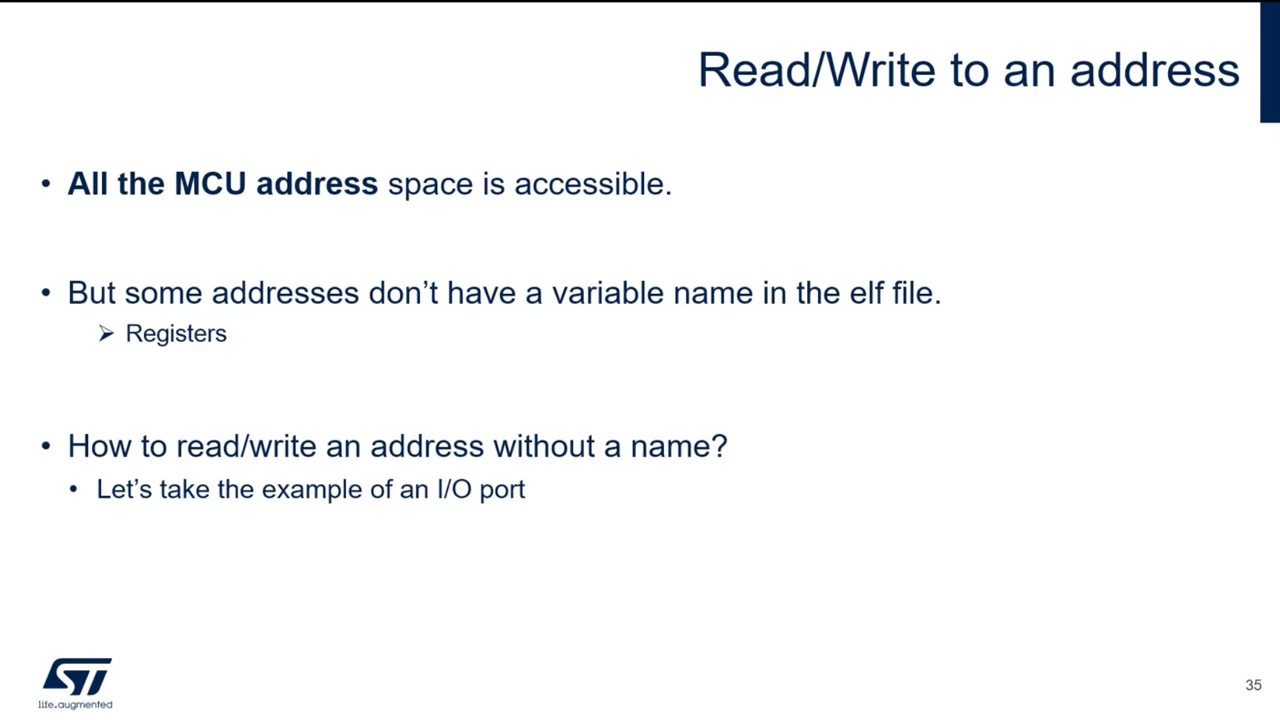 Read/Write to an address
• All the MCU address space is accessible.
• But some addresses don’t have a variable name in the elf file.
➢ Registers
• How to read/write an address without a name?
• Let’s take the example of an I/O port
ST
life.augmented
35